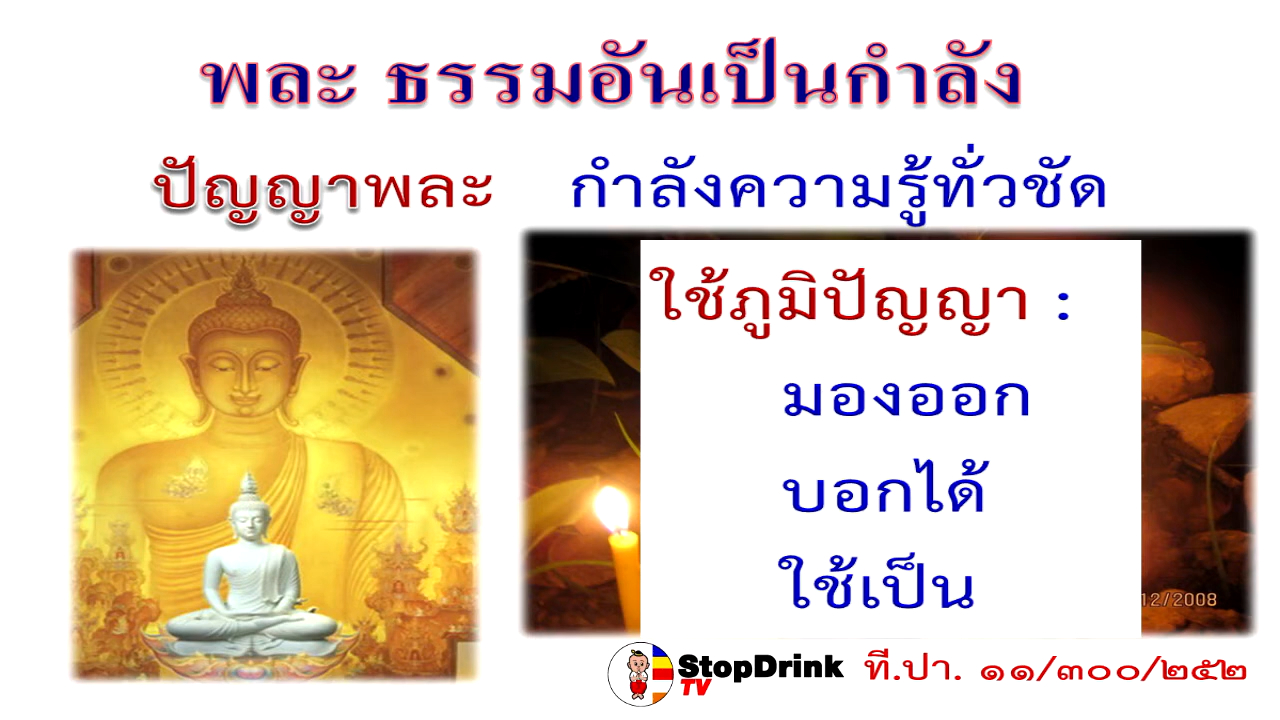 พละ ธรรมอันเป็นกำลัง
ปัญญาพละ กำลังความรู้ทั่วชัด
ใช้ภูมิปัญญา :
มองออก
บอกได้
ใช้เป็น
12/2008
StopDrink
TV
ที.ปา. ๑๑/๓๐๐/๒๕๒